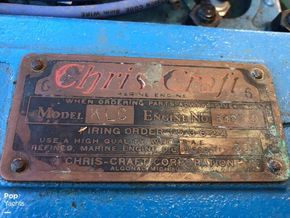 Chris-Craft
MARINE ENGINE
WHEN ORDERING PARTS ALWAYS GIVE
MODEL KLC ENGINE NO
FIRING ORDER
USE A HIGH QUALITY
REFINED, MARINE ENGINE OIL
CHRIS-CRAFT CORPORATION
ALGONAC, MICHIGAN
Pop
Yachts